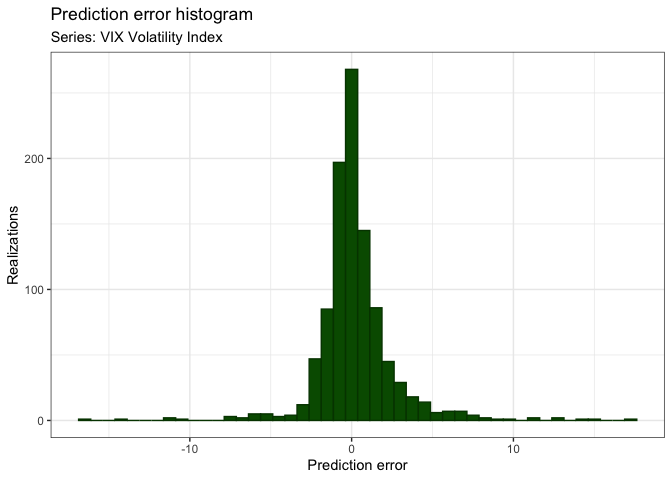 Prediction error histogram
Series: VIX Volatility Index
Realizations
200
100
0
-10 0 10
Prediction error